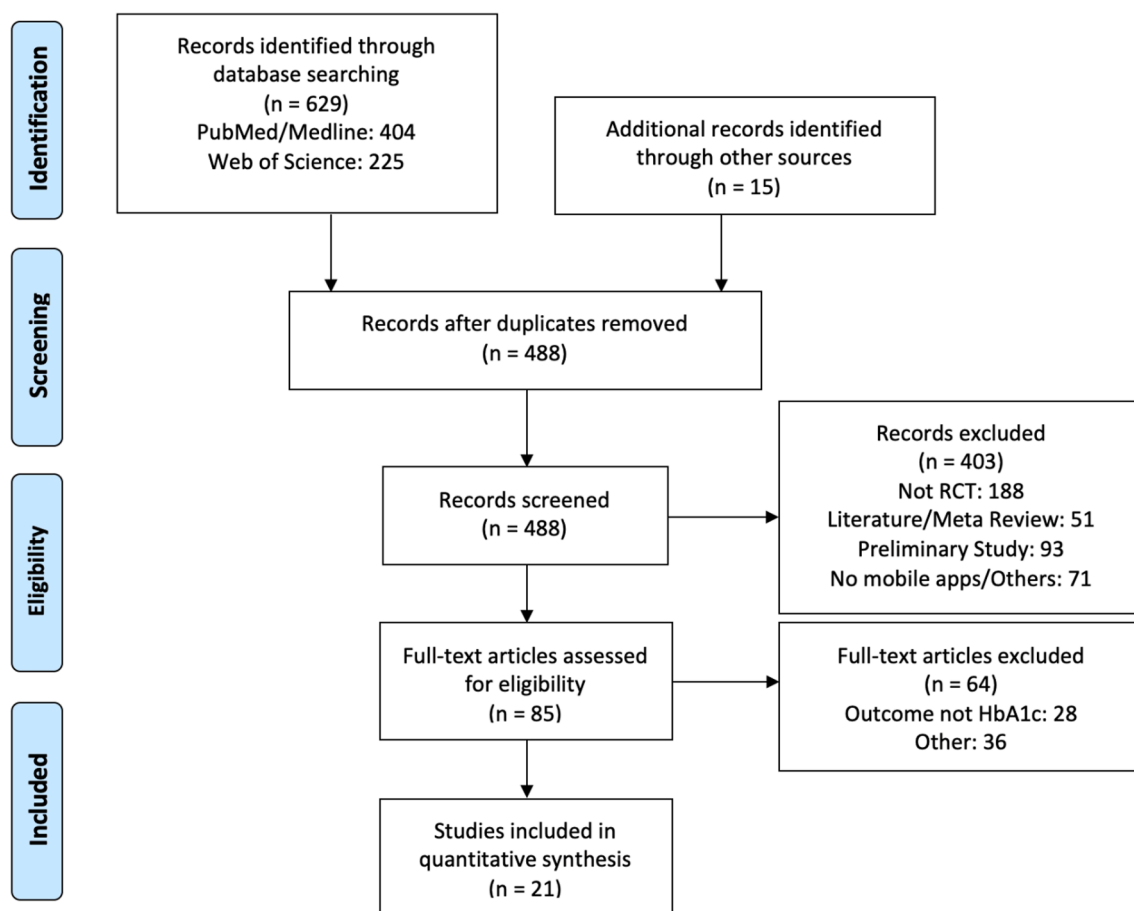 Identification
Records identified through
database searching
(n = 629)
PubMed/Medline: 404
Web of Science: 225
Additional records identified
through other sources
(n = 15)
Screening
Records after duplicates removed
(n = 488)
Records screened
(n = 488)
Records excluded
(n = 403)
Not RCT: 188
Literature/Meta Review: 51
Preliminary Study: 93
No mobile apps/Others: 71
Eligibility
Full-text articles assessed
for eligibility
(n = 85)
Full-text articles excluded
(n = 64)
Outcome not HbA1c: 28
Other: 36
Included
Studies included in
quantitative synthesis
(n = 21)